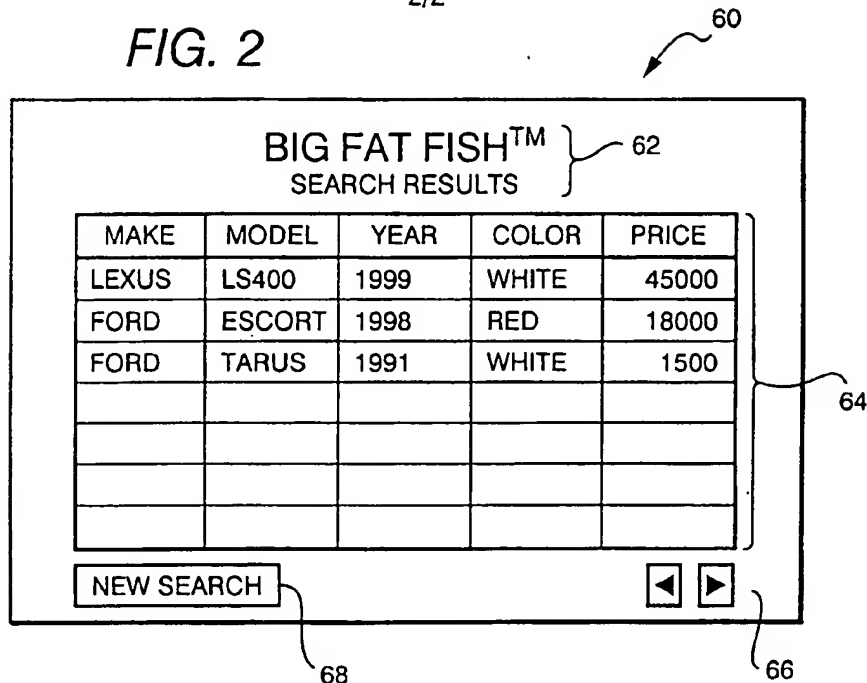 2/2
FIG. 2
60
BIG FAT FISH™
SEARCH RESULTS
62
MAKE MODEL YEAR COLOR PRICE
LEXUS LS400 1999 WHITE 45000
FORD ESCORT 1998 RED 18000
FORD TARUS 1991 WHITE 1500
64
NEW SEARCH
68
66